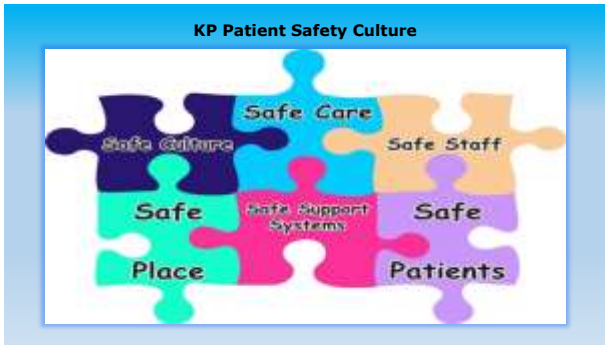 KP Patient Safety Culture
Safe Care
Safe Culture
Safe Staff
Safe
Place
Safe Support
Systems
Safe
Patients